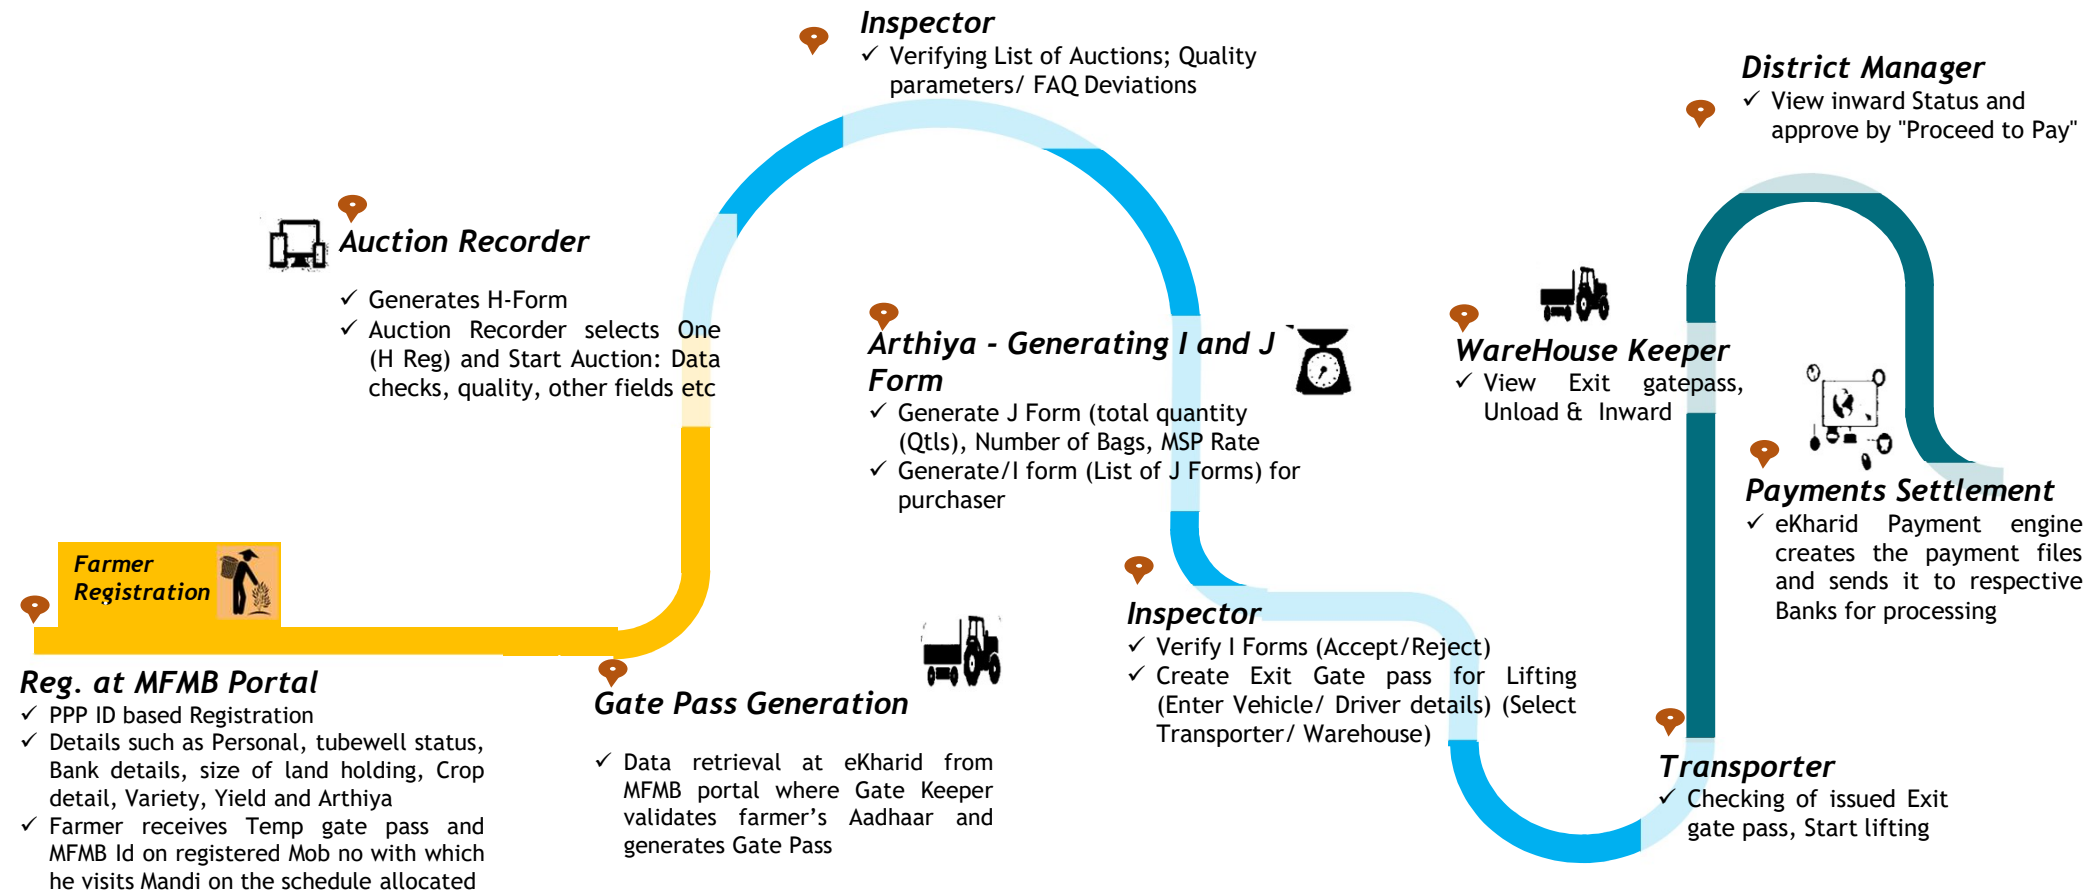 Farmer
Registration
Reg. at MFMB Portal
✓ PPP ID based Registration
✓ Details such as Personal, tubewell status,
Bank details, size of land holding, Crop
detail, Variety, Yield and Arthiya
✓ Farmer receives Temp gate pass and
MFMB Id on registered Mob no with which
he visits Mandi on the schedule allocated
Gate Pass Generation
✓ Data retrieval at eKharid from
MFMB portal where Gate Keeper
validates farmer's Aadhaar and
generates Gate Pass
Auction Recorder
✓ Generates H-Form
✓ Auction Recorder selects One
(H Reg) and Start Auction: Data
checks, quality, other fields etc
Inspector
✓ Verifying List of Auctions; Quality
parameters/ FAQ Deviations
Arthiya - Generating I and J
Form
✓ Generate J Form (total quantity
(Qtls), Number of Bags, MSP Rate
✓ Generate/I form (List of J Forms) for
purchaser
Inspector
✓ Verify I Forms (Accept/Reject)
✓ Create Exit Gate pass for Lifting
(Enter Vehicle/ Driver details) (Select
Transporter/ Warehouse)
Transporter
✓ Checking of issued Exit
gate pass, Start lifting
WareHouse Keeper
✓ View Exit gatepass,
Unload & Inward
District Manager
✓ View inward Status and
approve by "Proceed to Pay"
Payments Settlement
✓ eKharid Payment engine
creates the payment files
and sends it to respective
Banks for processing